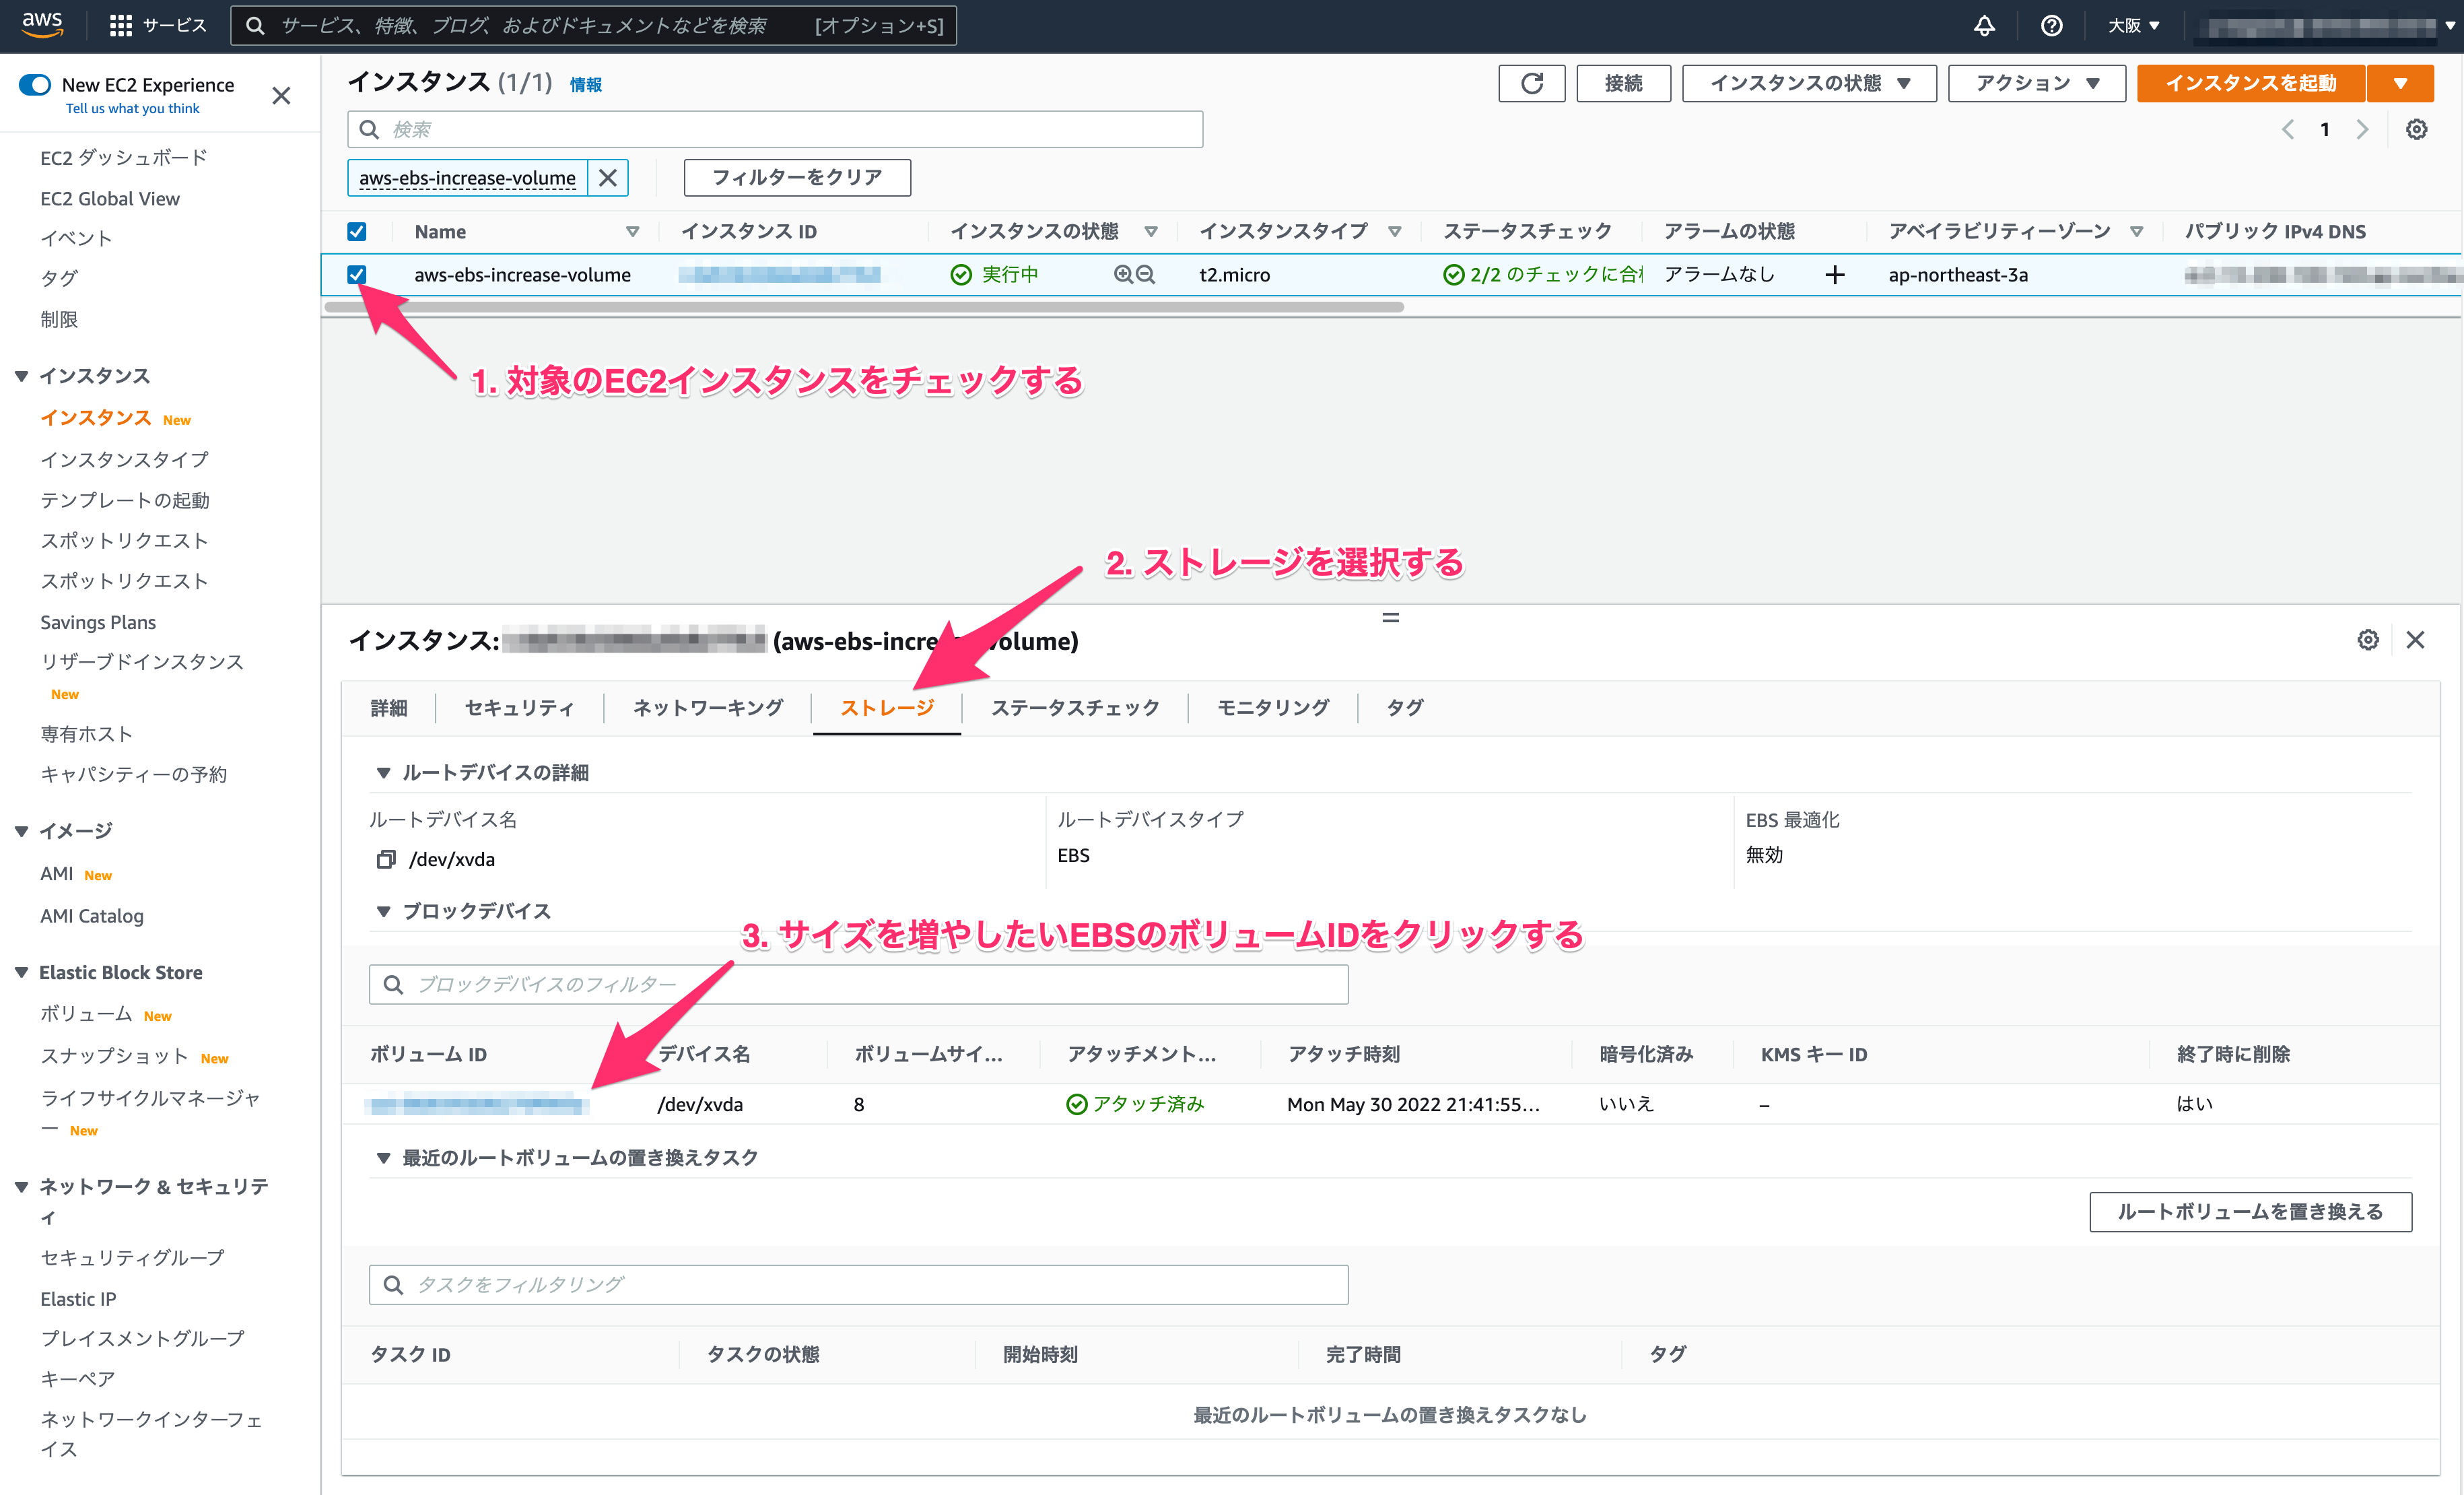 aws
サービス
サービス、特徴、ブログ、およびドキュメントなどを検索
[オプション+S]
大阪
New EC2 Experience
Tell us what you think
EC2 ダッシュボード
EC2 Global View
イベント
タグ
制限
インスタンス
インスタンス New
インスタンスタイプ
テンプレートの起動
スポットリクエスト
スポットリクエスト
Savings Plans
リザーブドインスタンス
New
専有ホスト
キャパシティーの予約
イメージ
AMI New
AMI Catalog
Elastic Block Store
ボリューム New
スナップショット New
ライフサイクルマネージャ
ー New
ネットワーク & セキュリテ
ィ
セキュリティグループ
Elastic IP
プレイスメントグループ
キーペア
ネットワークインターフェ
イス
インスタンス (1/1) 情報
接続
インスタンスの状態
アクション
インスタンスを起動
検索
1
aws-ebs-increase-volume
フィルターをクリア
Name インスタンス ID インスタンスの状態 インスタンスタイプ ステータスチェック アラームの状態 アベイラビリティーゾーン パブリック IPv4 DNS
aws-ebs-increase-volume 実行中 t2.micro 2/2 のチェックに合格 アラームなし ap-northeast-3a
1. 対象のEC2インスタンスをチェックする
2. ストレージを選択する
インスタンス: (aws-ebs-increase-volume)
詳細 セキュリティ ネットワーキング ストレージ ステータスチェック モニタリング タグ
ルートデバイスの詳細
ルートデバイス名 ルートデバイスタイプ EBS 最適化
/dev/xvda EBS 無効
ブロックデバイス
3. サイズを増やしたいEBSのボリュームIDをクリックする
ブロックデバイスのフィルター
ボリューム ID デバイス名 ボリュームサイ... アタッチメント... アタッチ時刻 暗号化済み KMS キー ID 終了時に削除
/dev/xvda 8 アタッチ済み Mon May 30 2022 21:41:55... いいえ – はい
最近のルートボリュームの置き換えタスク
ルートボリュームを置き換える
タスクをフィルタリング
タスク ID タスクの状態 開始時刻 完了時間 タグ
最近のルートボリュームの置き換えタスクなし